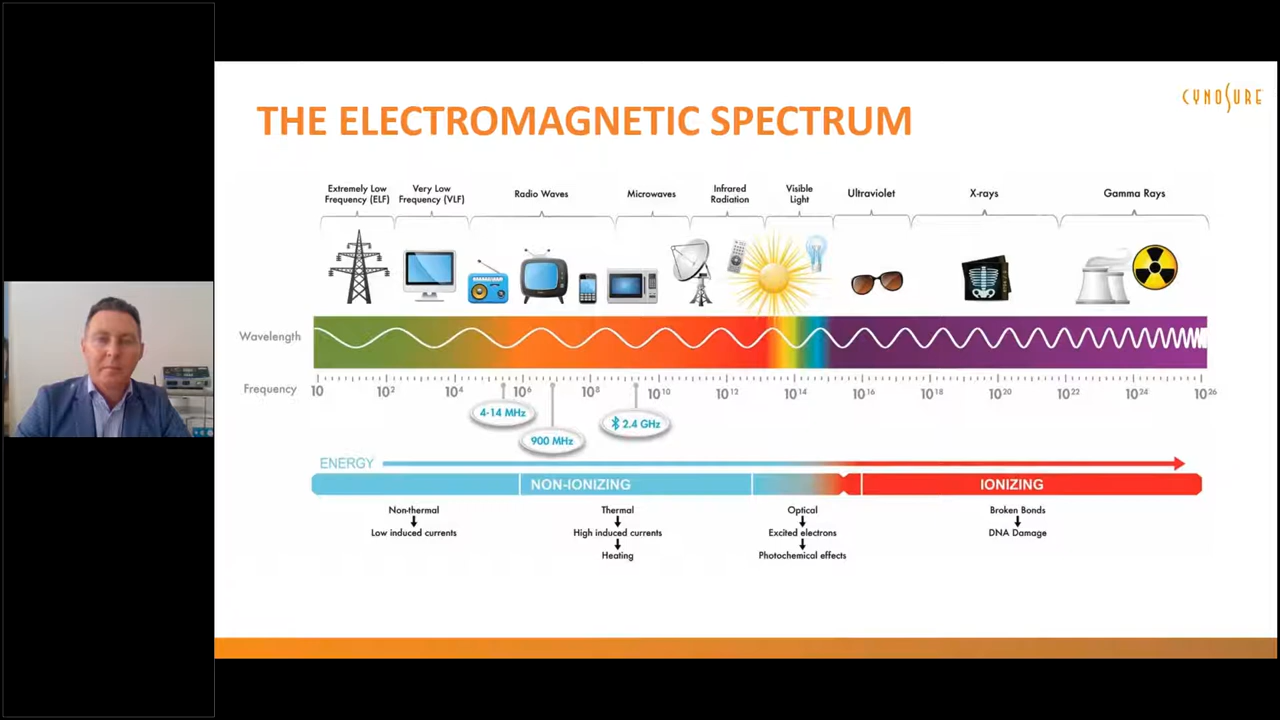 CYNOSURE
THE ELECTROMAGNETIC SPECTRUM
Extremely Low
Frequency (ELF)
Very Low
Frequency (VLF)
Radio Waves
Microwaves
Infrared
Radiation
Visible
Light
Ultraviolet
X-rays
Gamma Rays
Wavelength
Frequency 10 10² 10⁴ 10⁶ 10⁸ 10¹⁰ 10¹² 10¹⁴ 10¹⁶ 10¹⁸ 10²⁰ 10²² 10²⁴ 10²⁶
4-14 MHz
900 MHz
2.4 GHz
ENERGY
NON-IONIZING
IONIZING
Non-thermal
Low induced currents
Thermal
High induced currents
Heating
Optical
Excited electrons
Photochemical effects
Broken Bonds
DNA Damage